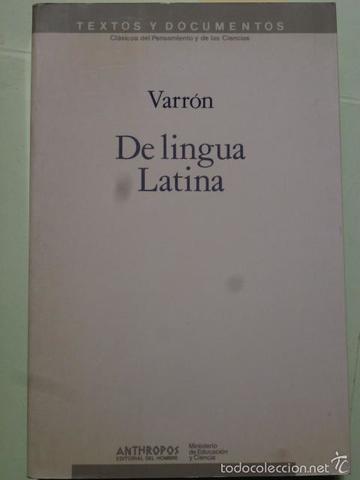 TEXTOS Y DOCUMENTOS
Clásicos del Pensamiento y de las Ciencias
Varrón
De lingua
Latina
ANTHROPOS
EDITORIAL DEL HOMBRE
Ministerio
de Educación
y Ciencia
todocoleccion.net